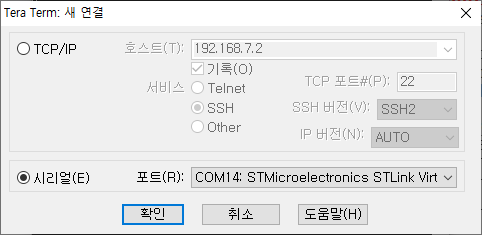 Tera Term: 새 연결
TCP/IP
호스트(T): 192.168.7.2
기록(O)
서비스 Telnet TCP 포트#(P): 22
SSH SSH 버전(V): SSH2
Other IP 버전(N): AUTO
시리얼(E) 포트(R): COM14: STMicroelectronics STLink Virt
확인 취소 도움말(H)